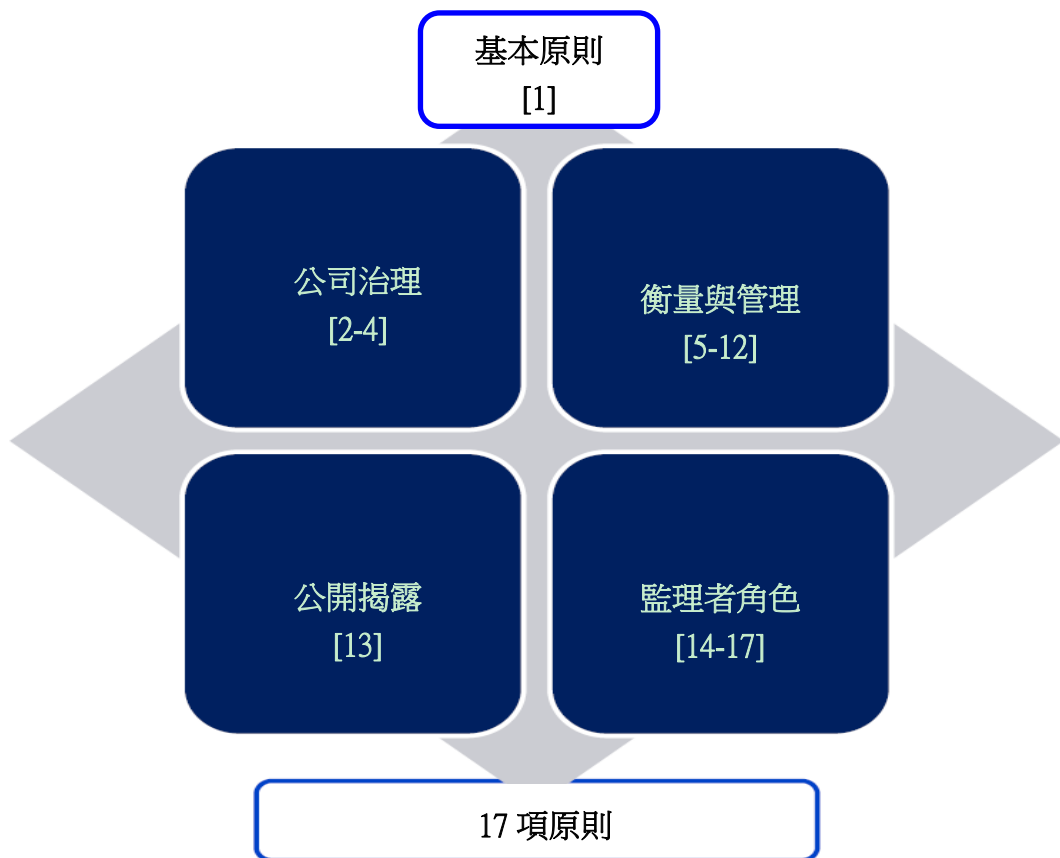 基本原則
[1]
公司治理
[2-4]
衡量與管理
[5-12]
公開揭露
[13]
監理者角色
[14-17]
17 項原則